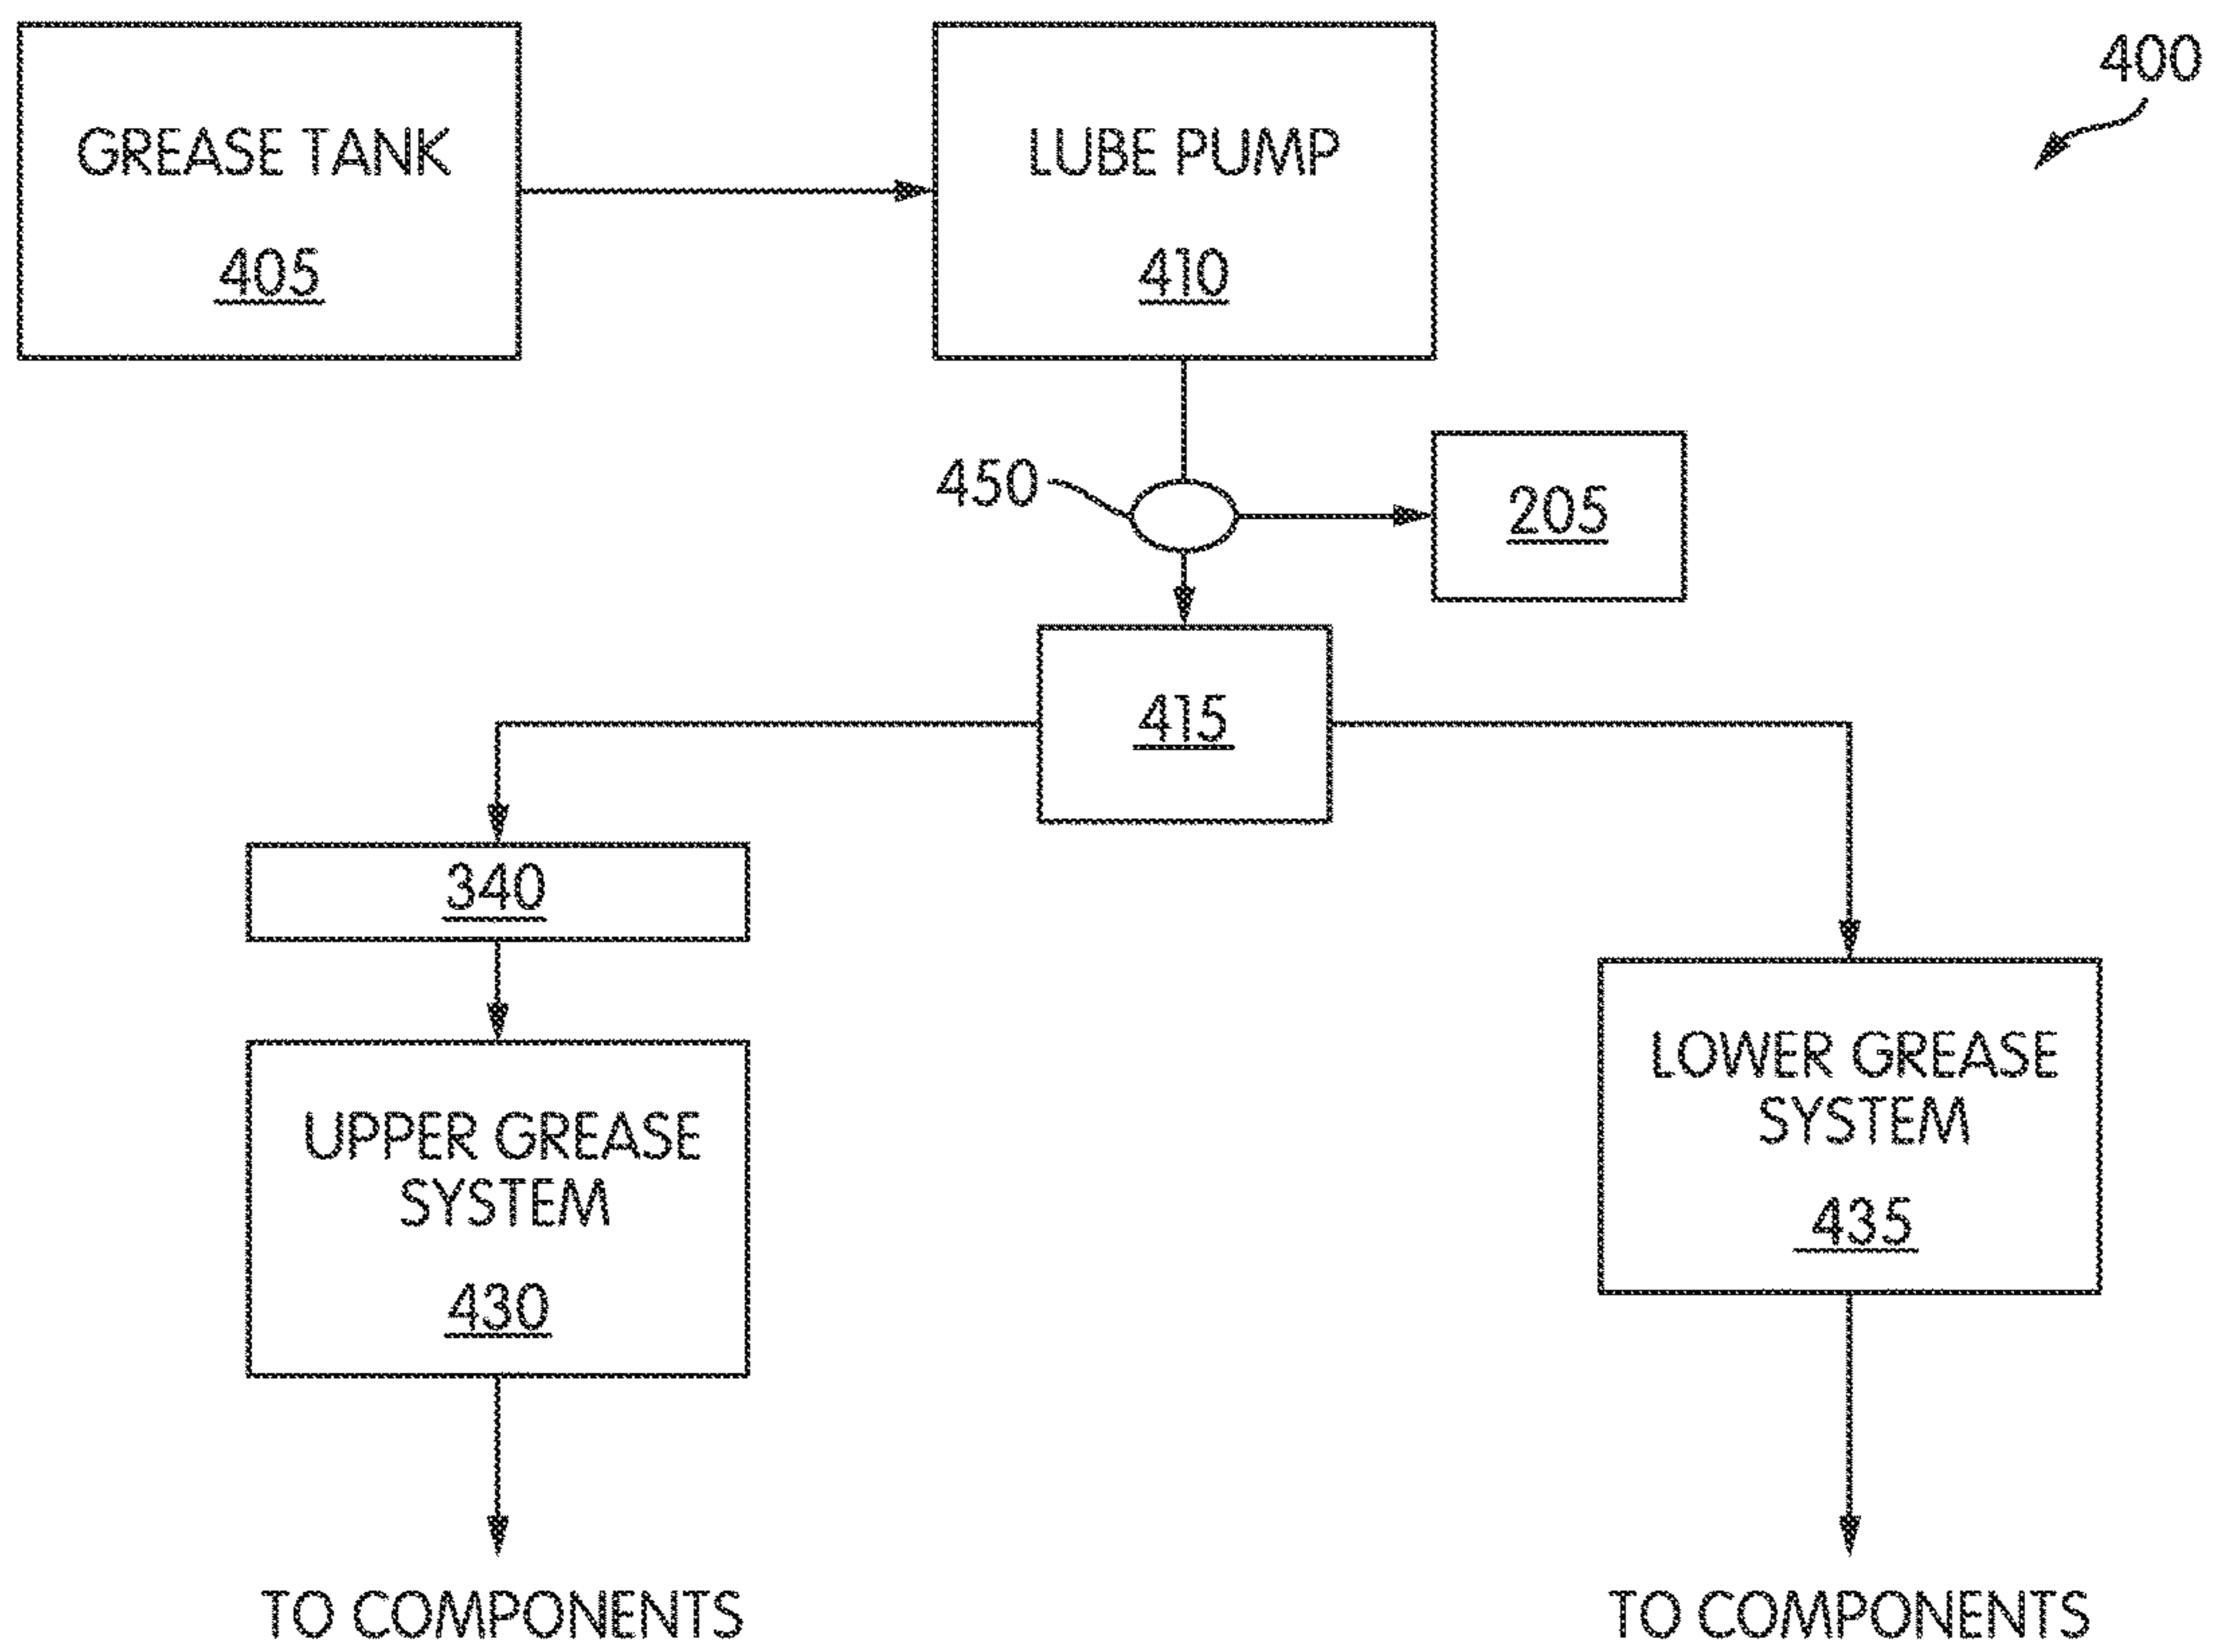 400
GREASE TANK
405
LUBE PUMP
410
450
205
415
340
UPPER GREASE
SYSTEM
430
LOWER GREASE
SYSTEM
435
TO COMPONENTS
TO COMPONENTS